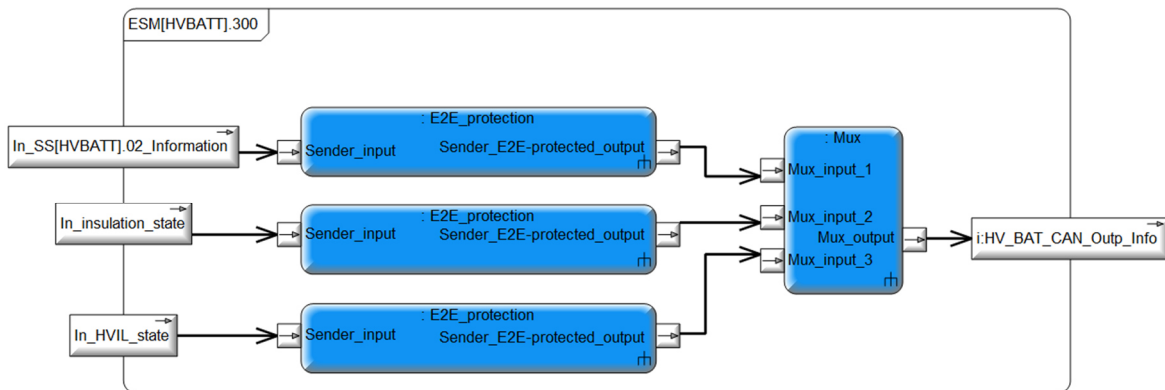 ESM[HVBATT].300
In_SS[HVBATT].02_Information
: E2E_protection
Sender_input
Sender_E2E-protected_output
: Mux
Mux_input_1
In_insulation_state
: E2E_protection
Sender_input
Sender_E2E-protected_output
Mux_input_2
Mux_output
i:HV_BAT_CAN_Outp_Info
Mux_input_3
In_HVIL_state
: E2E_protection
Sender_input
Sender_E2E-protected_output